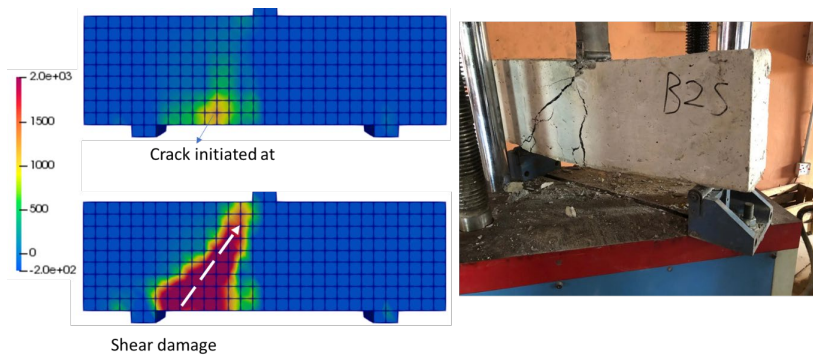 2.0e+03
1500
1000
500
0
-2.0e+02
Crack initiated at
Shear damage
B2S